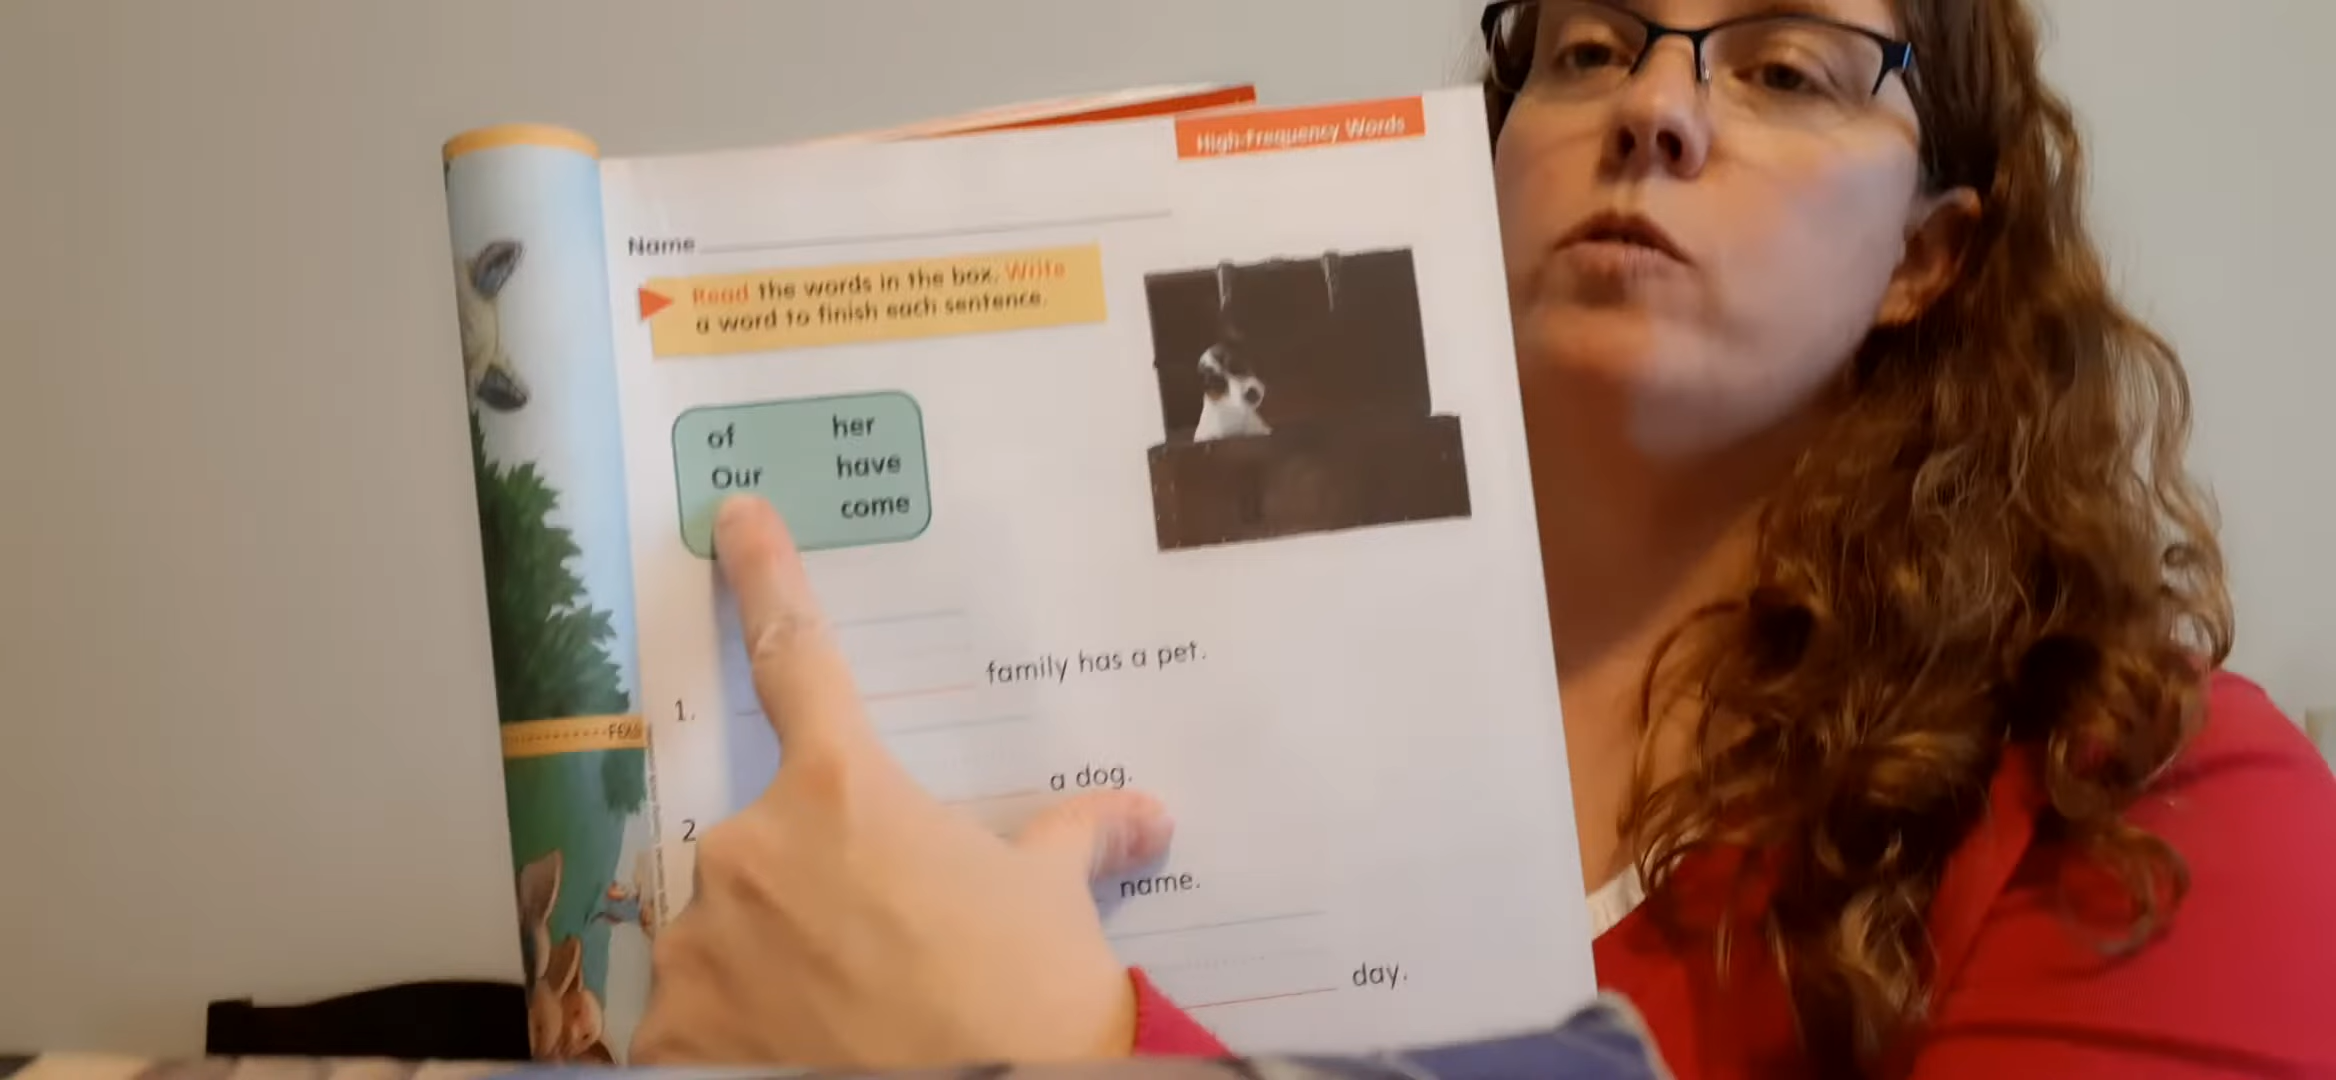 High-Frequency Words
Name
Read the words in the box. Write
a word to finish each sentence.
of her
Our have
come
family has a pet.
1.
a dog.
2
name.
day.